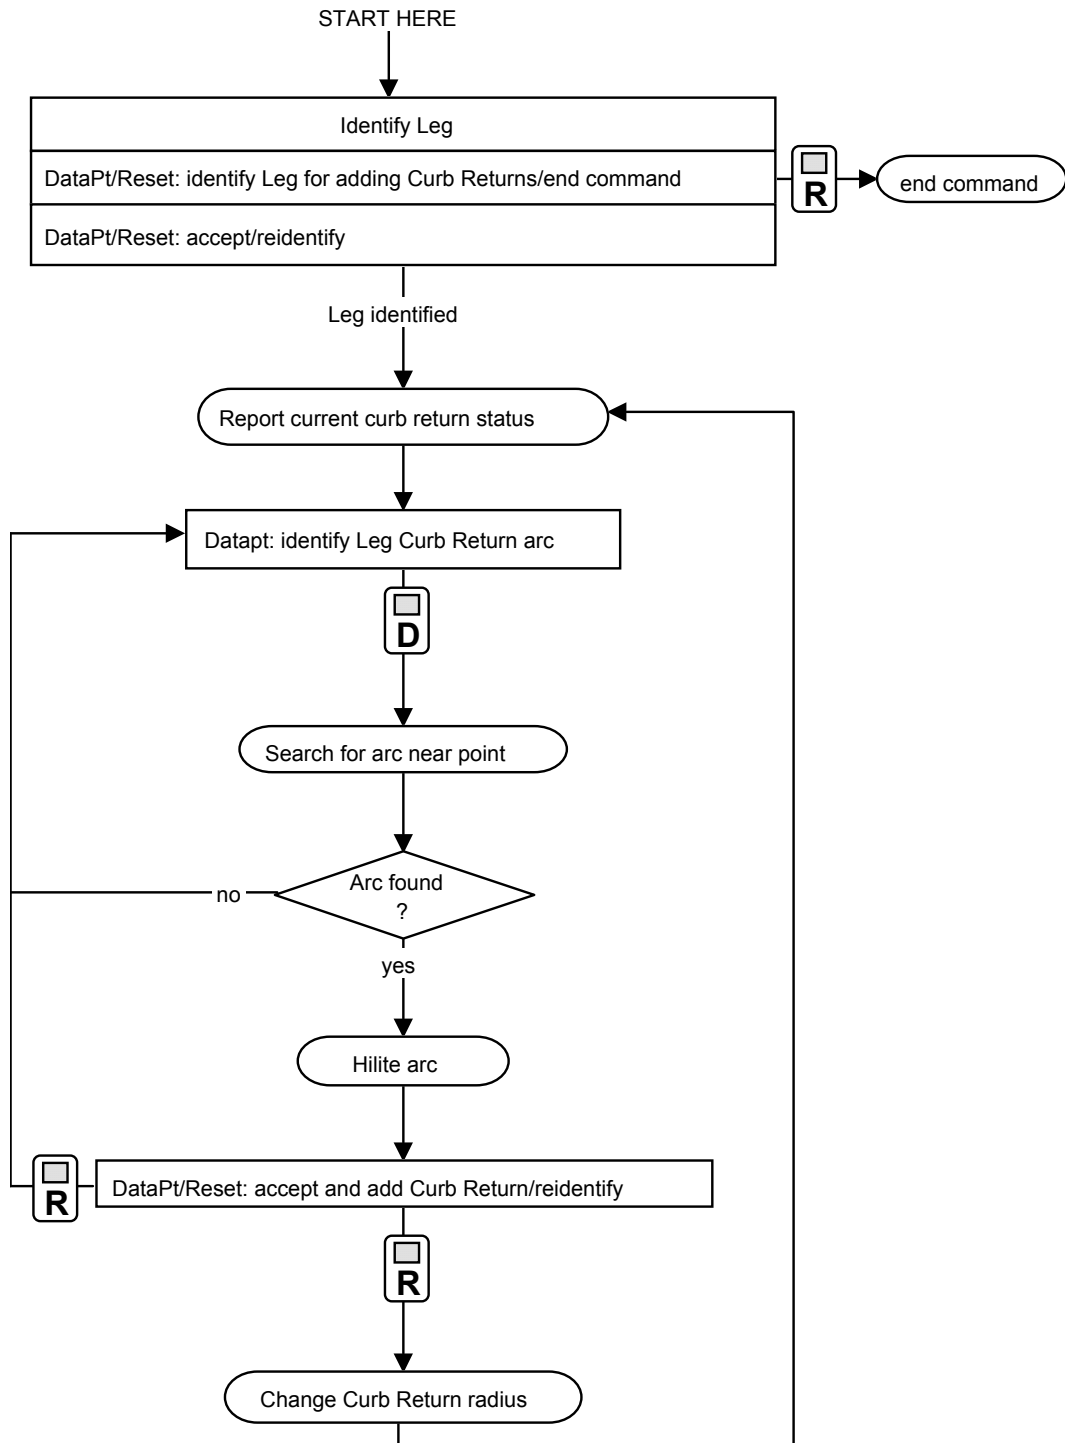 START HERE
Identify Leg
DataPt/Reset: identify Leg for adding Curb Returns/end command
R
end command
DataPt/Reset: accept/reidentify
Leg identified
Report current curb return status
Datapt: identify Leg Curb Return arc
D
Search for arc near point
Arc found
?
no
yes
Hilite arc
R
DataPt/Reset: accept and add Curb Return/reidentify
R
Change Curb Return radius